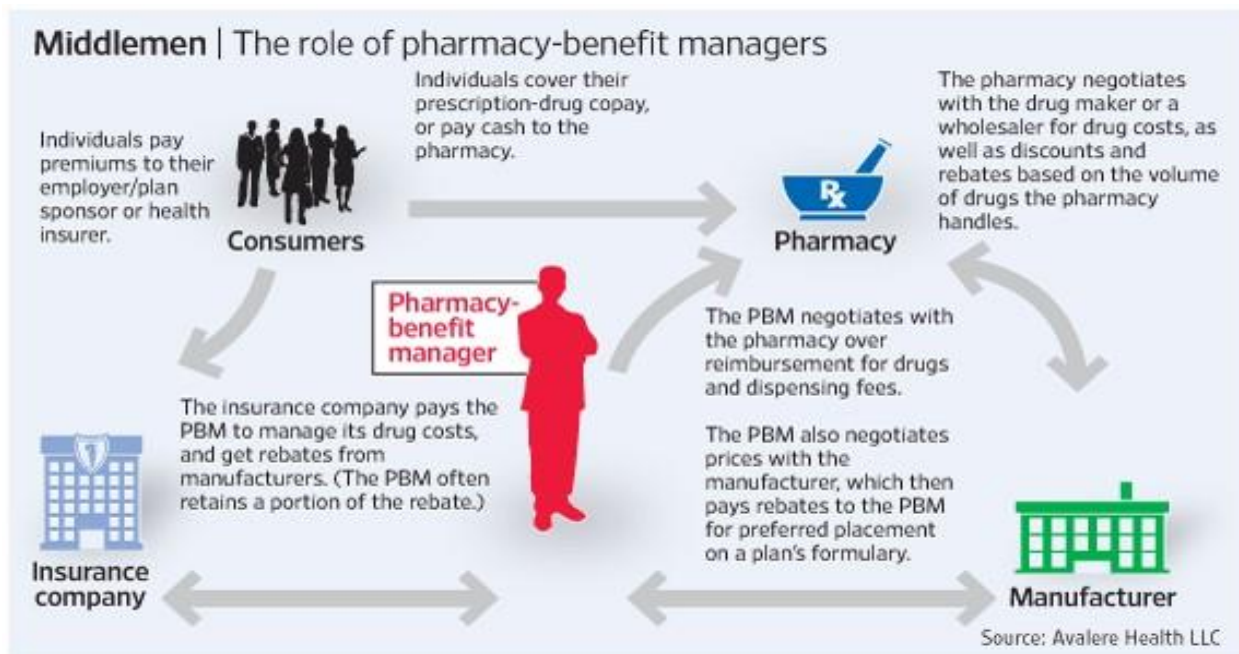 Middlemen | The role of pharmacy-benefit managers
Individuals pay
premiums to their
employer/plan
sponsor or health
insurer.
Consumers
Individuals cover their
prescription-drug copay,
or pay cash to the
pharmacy.
Rx
Pharmacy
The pharmacy negotiates
with the drug maker or a
wholesaler for drug costs, as
well as discounts and
rebates based on the volume
of drugs the pharmacy
handles.
Pharmacy-
benefit
manager
The PBM negotiates with
the pharmacy over
reimbursement for drugs
and dispensing fees.
The insurance company pays the
PBM to manage its drug costs,
and get rebates from
manufacturers. (The PBM often
retains a portion of the rebate.)
The PBM also negotiates
prices with the
manufacturer, which then
pays rebates to the PBM
for preferred placement
on a plan's formulary.
Insurance
company
Manufacturer
Source: Avalere Health LLC